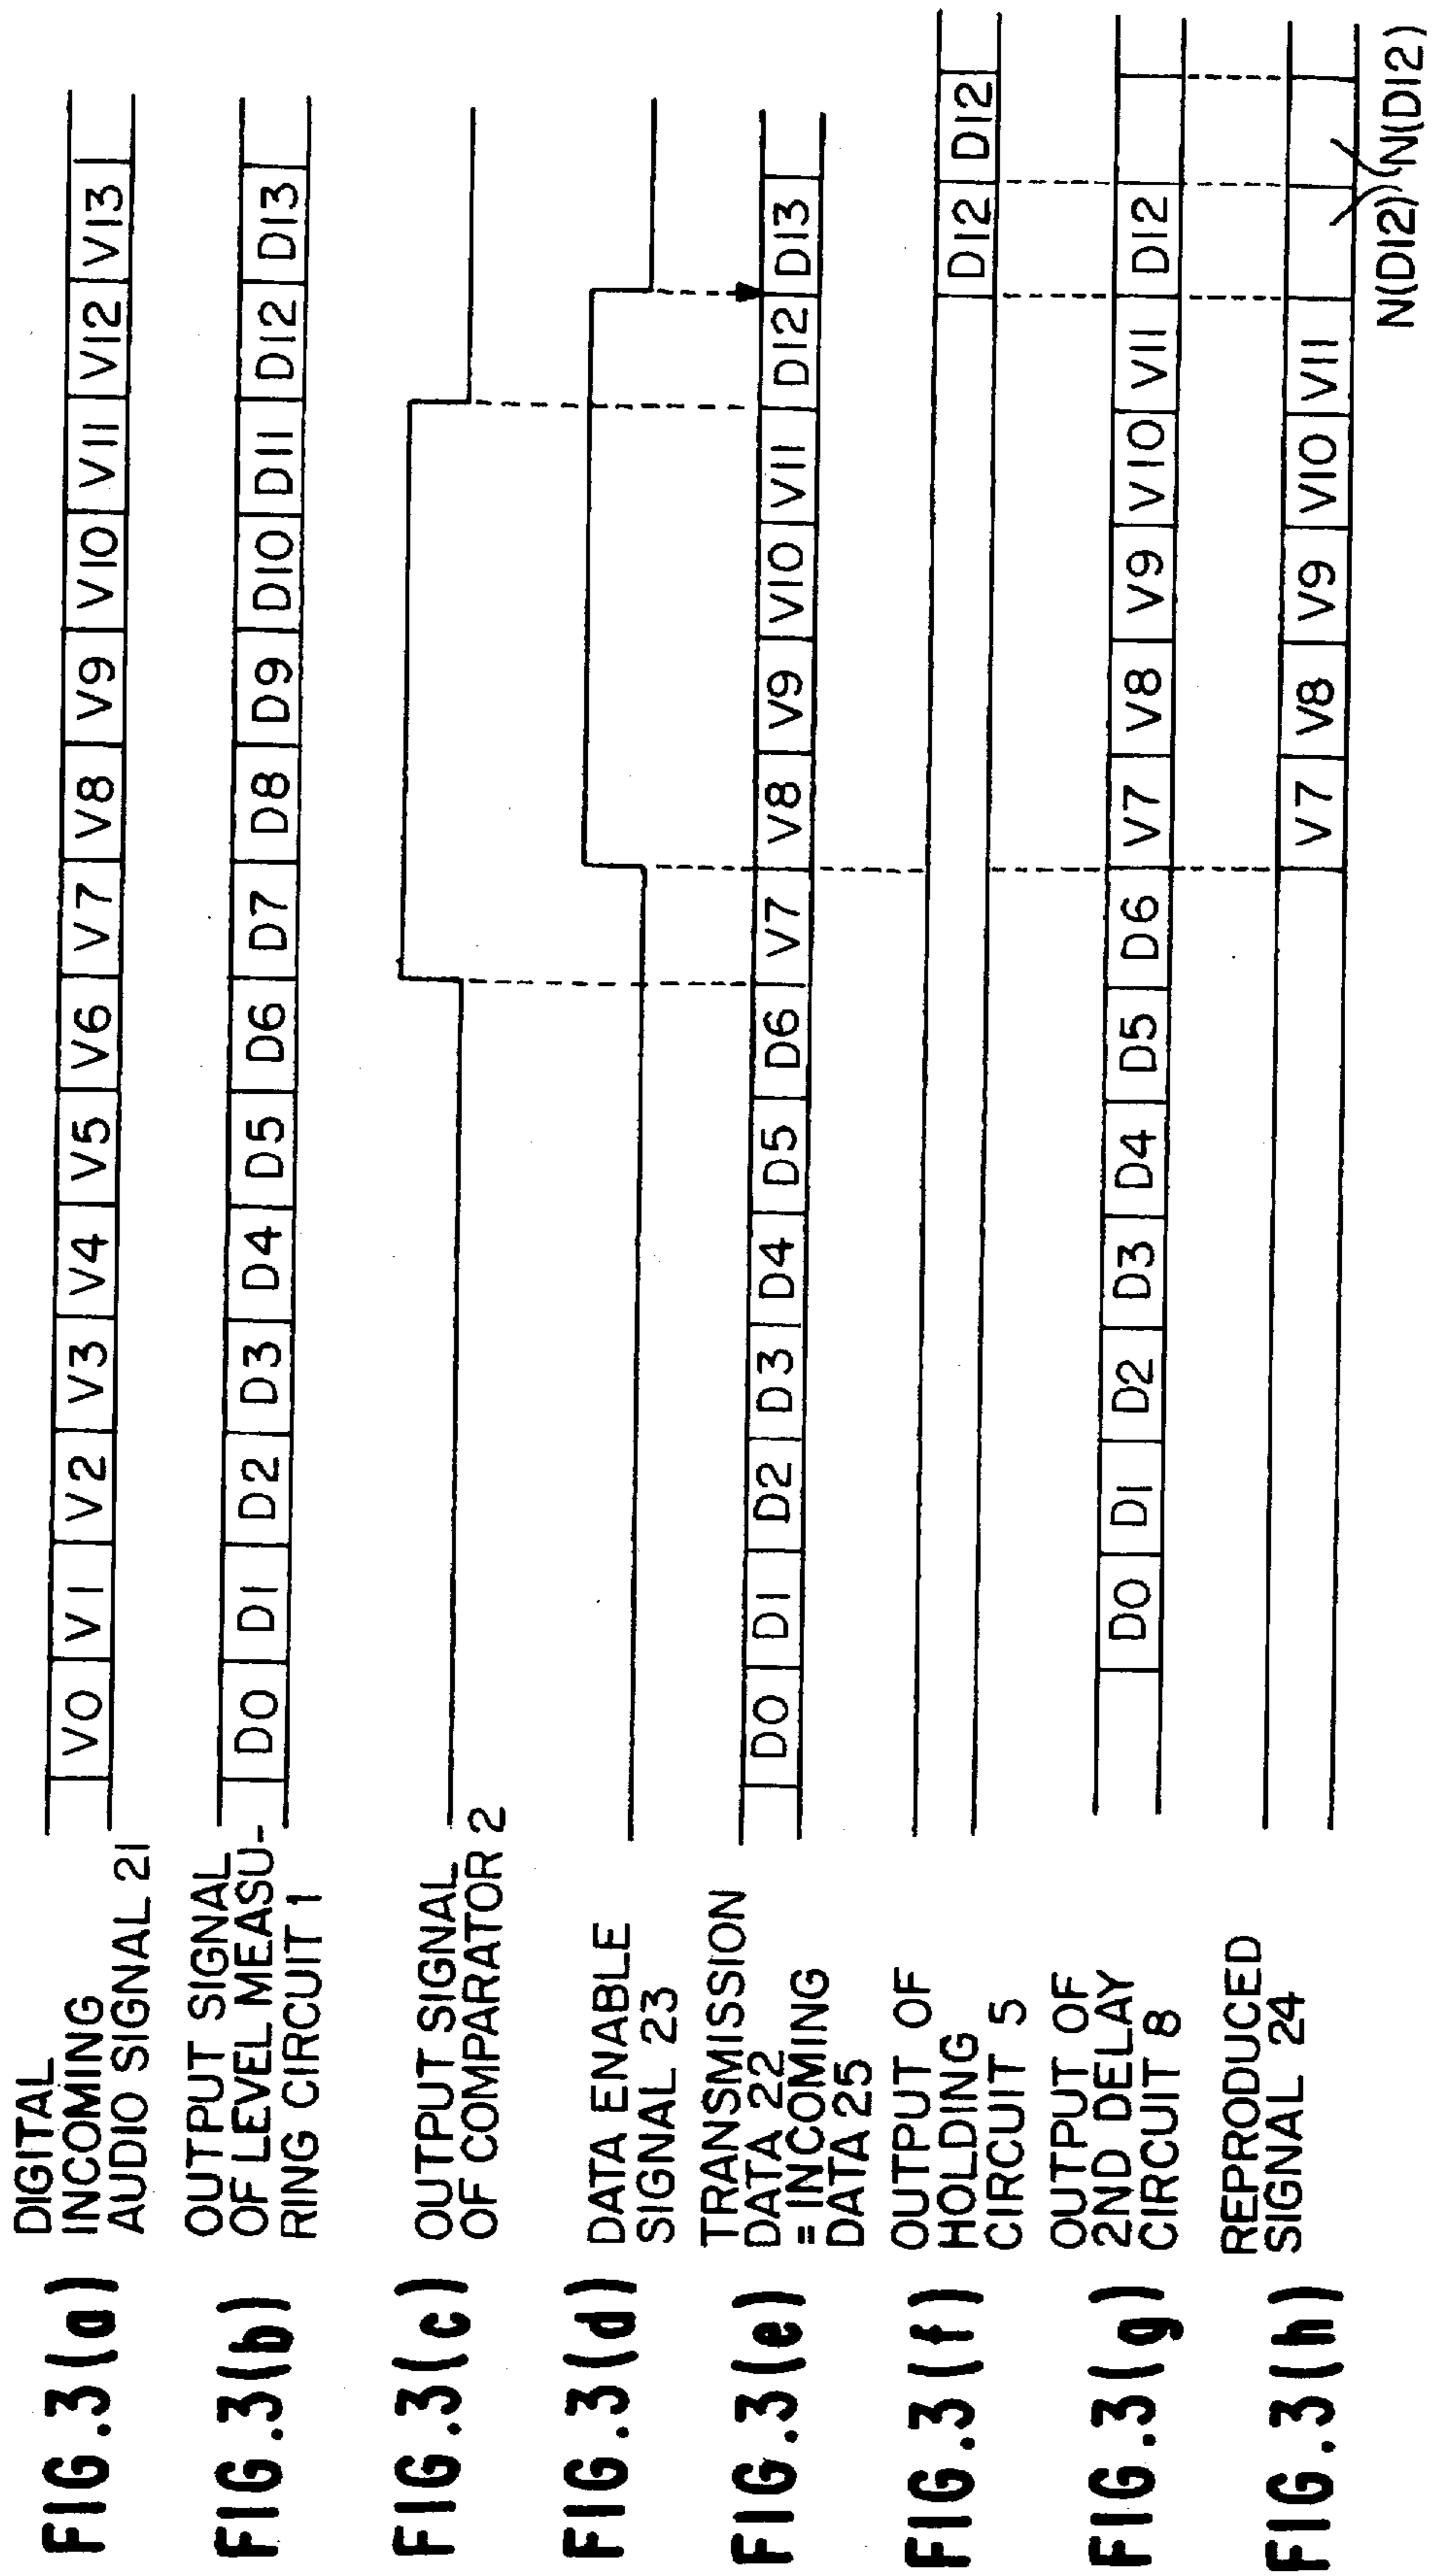 FIG.3(a)
DIGITAL
INCOMING
AUDIO SIGNAL 21
V0 V1 V2 V3 V4 V5 V6 V7 V8 V9 V10 V11 V12 V13
FIG.3(b)
OUTPUT SIGNAL
OF LEVEL MEASU-
RING CIRCUIT 1
D0 D1 D2 D3 D4 D5 D6 D7 D8 D9 D10 D11 D12 D13
FIG.3(c)
OUTPUT SIGNAL
OF COMPARATOR 2
FIG.3(d)
DATA ENABLE
SIGNAL 23
FIG.3(e)
TRANSMISSION
DATA 22
= INCOMING
DATA 25
D0 D1 D2 D3 D4 D5 D6 V7 V8 V9 V10 V11 D12 D13
FIG.3(f)
OUTPUT OF
HOLDING
CIRCUIT 5
D12 D12
FIG.3(g)
OUTPUT OF
2ND DELAY
CIRCUIT 8
D0 D1 D2 D3 D4 D5 D6 V7 V8 V9 V10 V11 D12
FIG.3(h)
REPRODUCED
SIGNAL 24
V7 V8 V9 V10 V11
N(D12) N(D12)